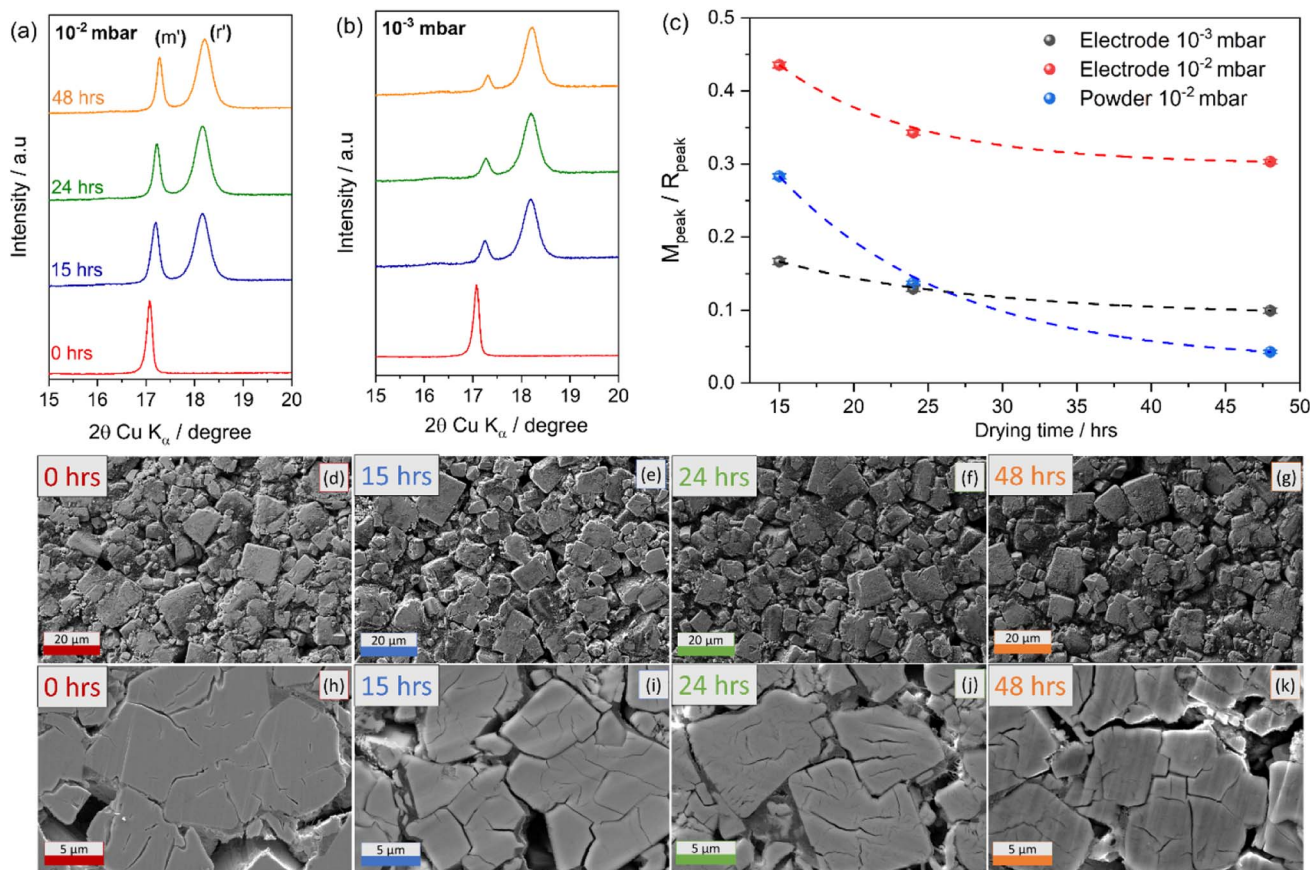 (a)
10⁻² mbar
(m')
(r')
48 hrs
24 hrs
15 hrs
0 hrs
Intensity / a.u
15 16 17 18 19 20
2θ Cu Kα / degree
(b)
10⁻³ mbar
Intensity / a.u
15 16 17 18 19 20
2θ Cu Kα / degree
(c)
0.5
0.4
0.3
0.2
0.1
0.0
Mpeak / Rpeak
Electrode 10⁻³ mbar
Electrode 10⁻² mbar
Powder 10⁻² mbar
15 20 25 30 35 40 45 50
Drying time / hrs
0 hrs (d)
20 µm
15 hrs (e)
20 µm
24 hrs (f)
20 µm
48 hrs (g)
20 µm
0 hrs (h)
5 µm
15 hrs (i)
5 µm
24 hrs (j)
5 µm
48 hrs (k)
5 µm